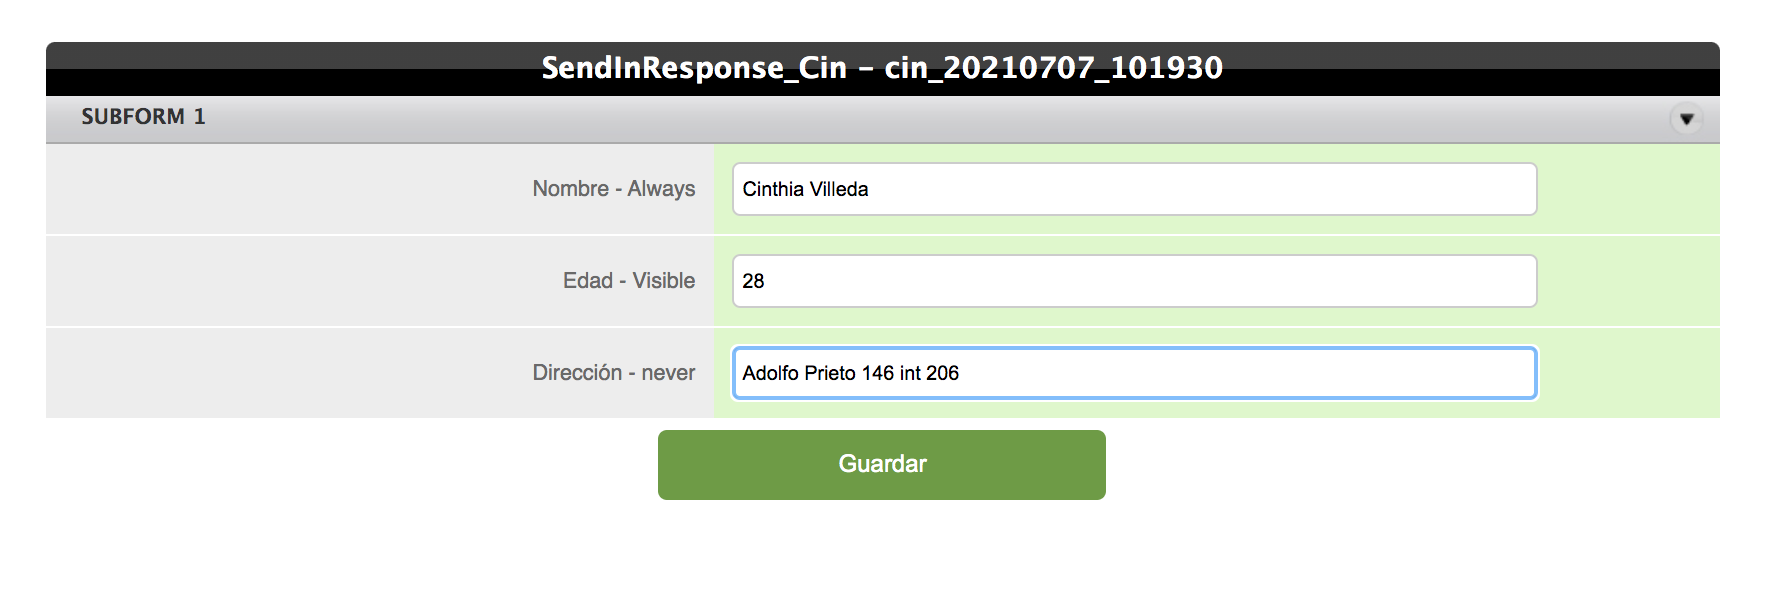 SendInResponse_Cin – cin_20210707_101930
SUBFORM 1
Nombre - Always
Cinthia Villeda
Edad - Visible
28
Dirección - never
Adolfo Prieto 146 int 206
Guardar